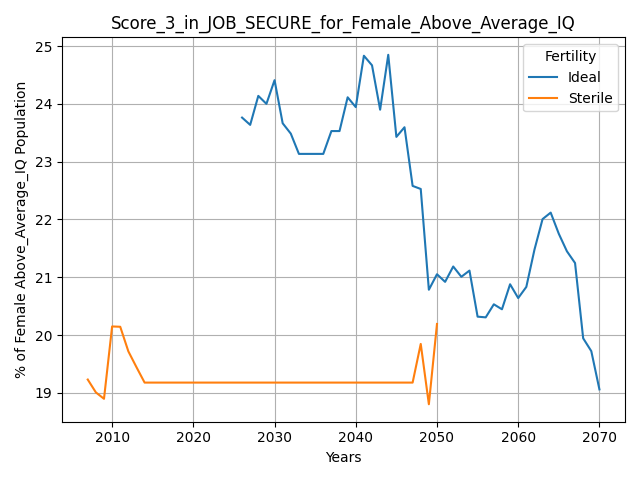 Score_3_in_JOB_SECURE_for_Female_Above_Average_IQ
% of Female Above_Average_IQ Population
25
24
23
22
21
20
19
Fertility
Ideal
Sterile
2010 2020 2030 2040 2050 2060 2070
Years